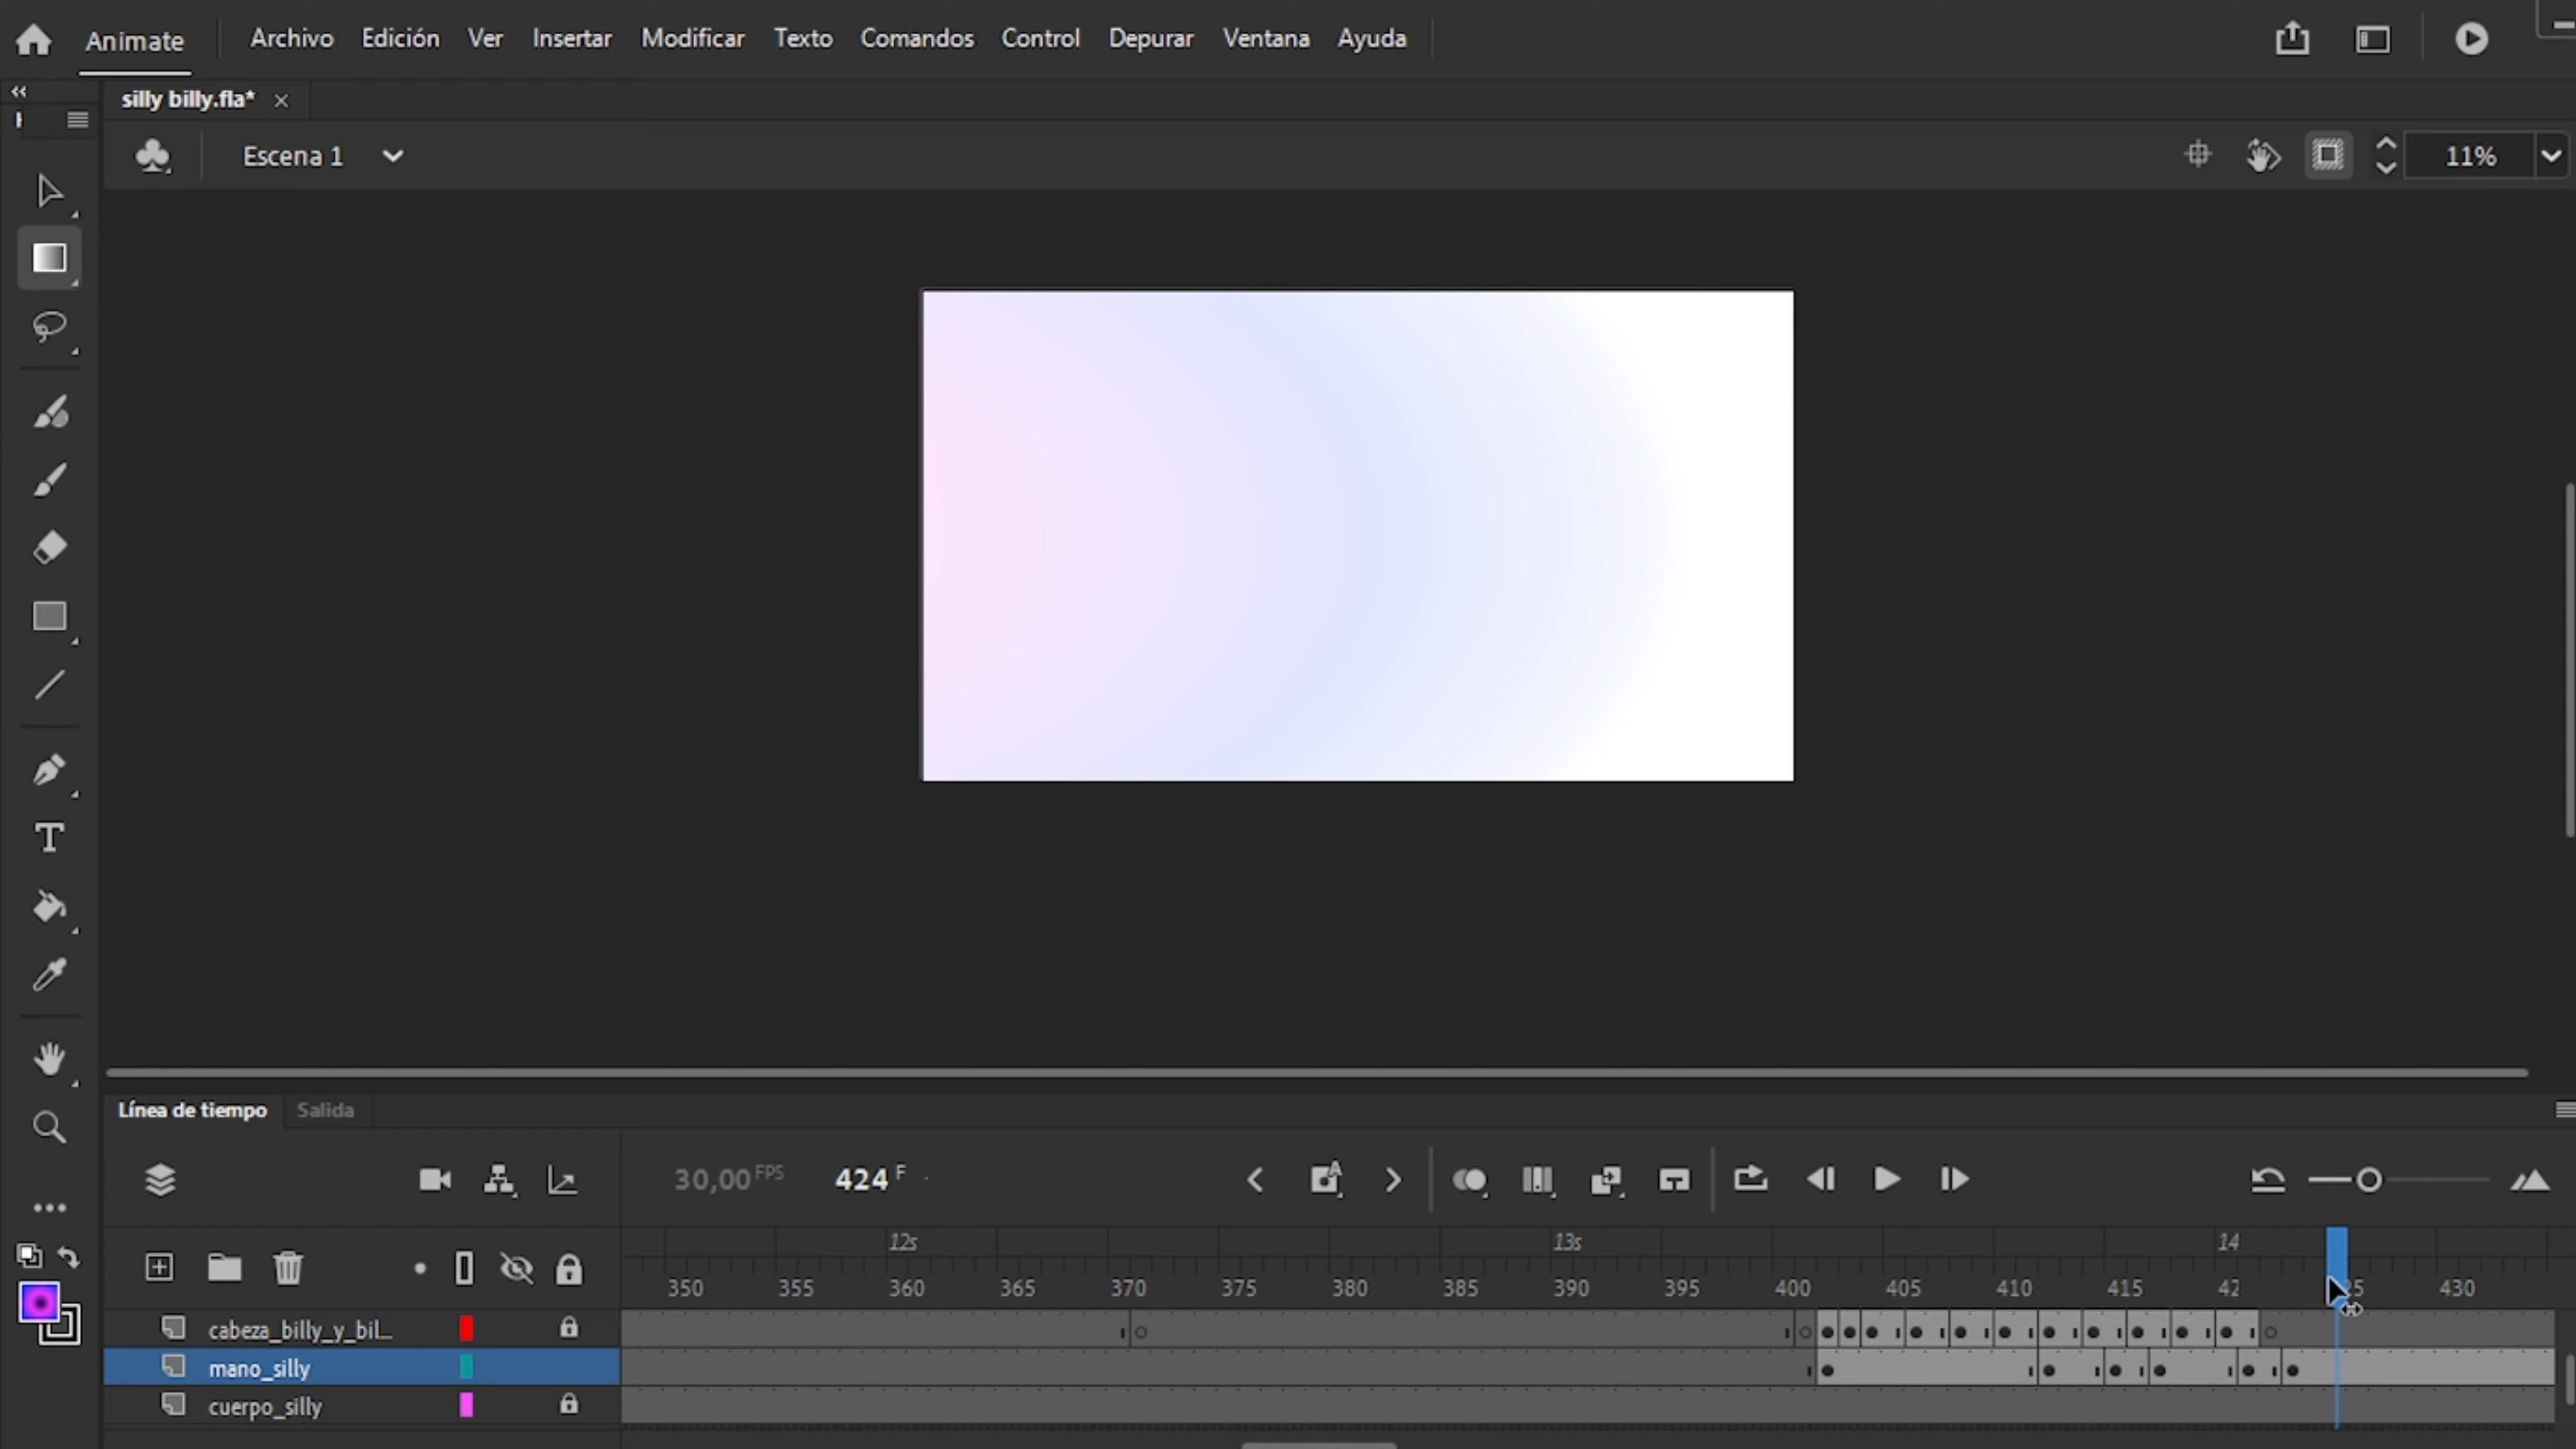 Animate Archivo Edición Ver Insertar Modificar Texto Comandos Control Depurar Ventana Ayuda
silly billy.fla*
Escena 1 11%
Línea de tiempo Salida
30,00 FPS 424 F
12s 13s 14
350 355 360 365 370 375 380 385 390 395 400 405 410 415 42 430
cabeza_billy_y_bil...
mano_silly
cuerpo_silly